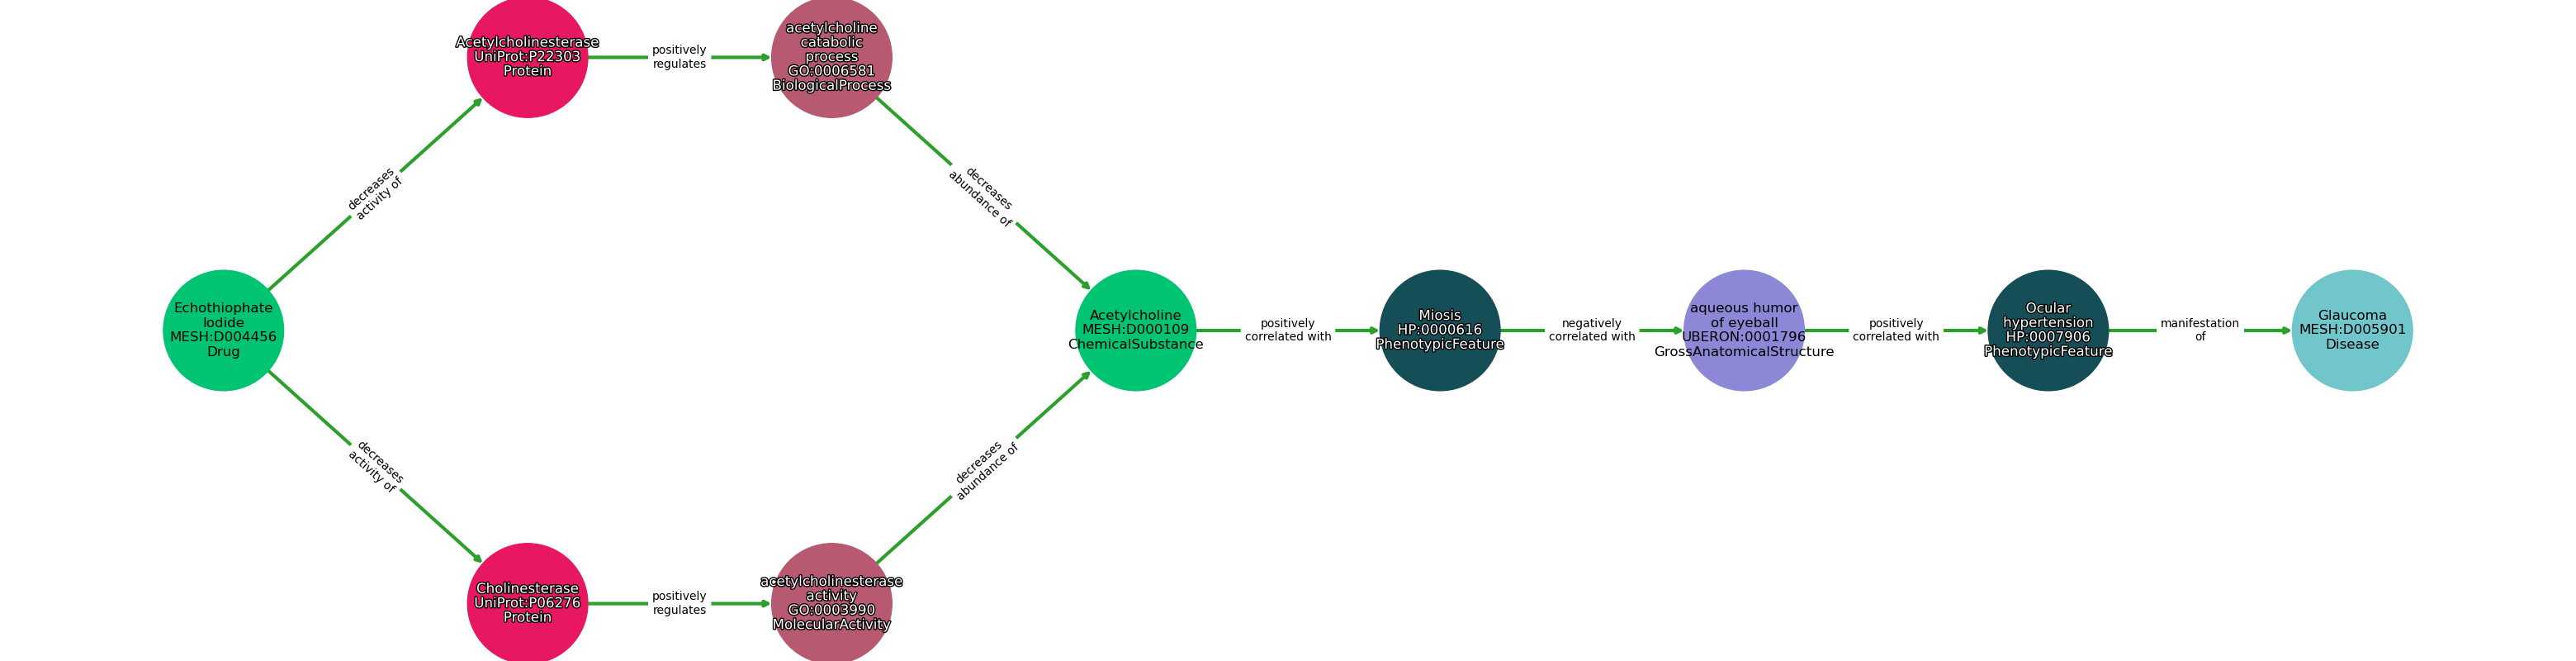 Acetylcholinesterase
UniProt:P22303
Protein
positively
regulates
acetylcholine
catabolic
process
GO:0006581
BiologicalProcess
decreases
activity of
decreases
abundance of
Echothiophate
Iodide
MESH:D004456
Drug
Acetylcholine
MESH:D000109
ChemicalSubstance
positively
correlated with
Miosis
HP:0000616
PhenotypicFeature
negatively
correlated with
aqueous humor
of eyeball
UBERON:0001796
GrossAnatomicalStructure
positively
correlated with
Ocular
hypertension
HP:0007906
PhenotypicFeature
manifestation
of
Glaucoma
MESH:D005901
Disease
decreases
activity of
decreases
abundance of
Cholinesterase
UniProt:P06276
Protein
positively
regulates
acetylcholinesterase
activity
GO:0003990
MolecularActivity